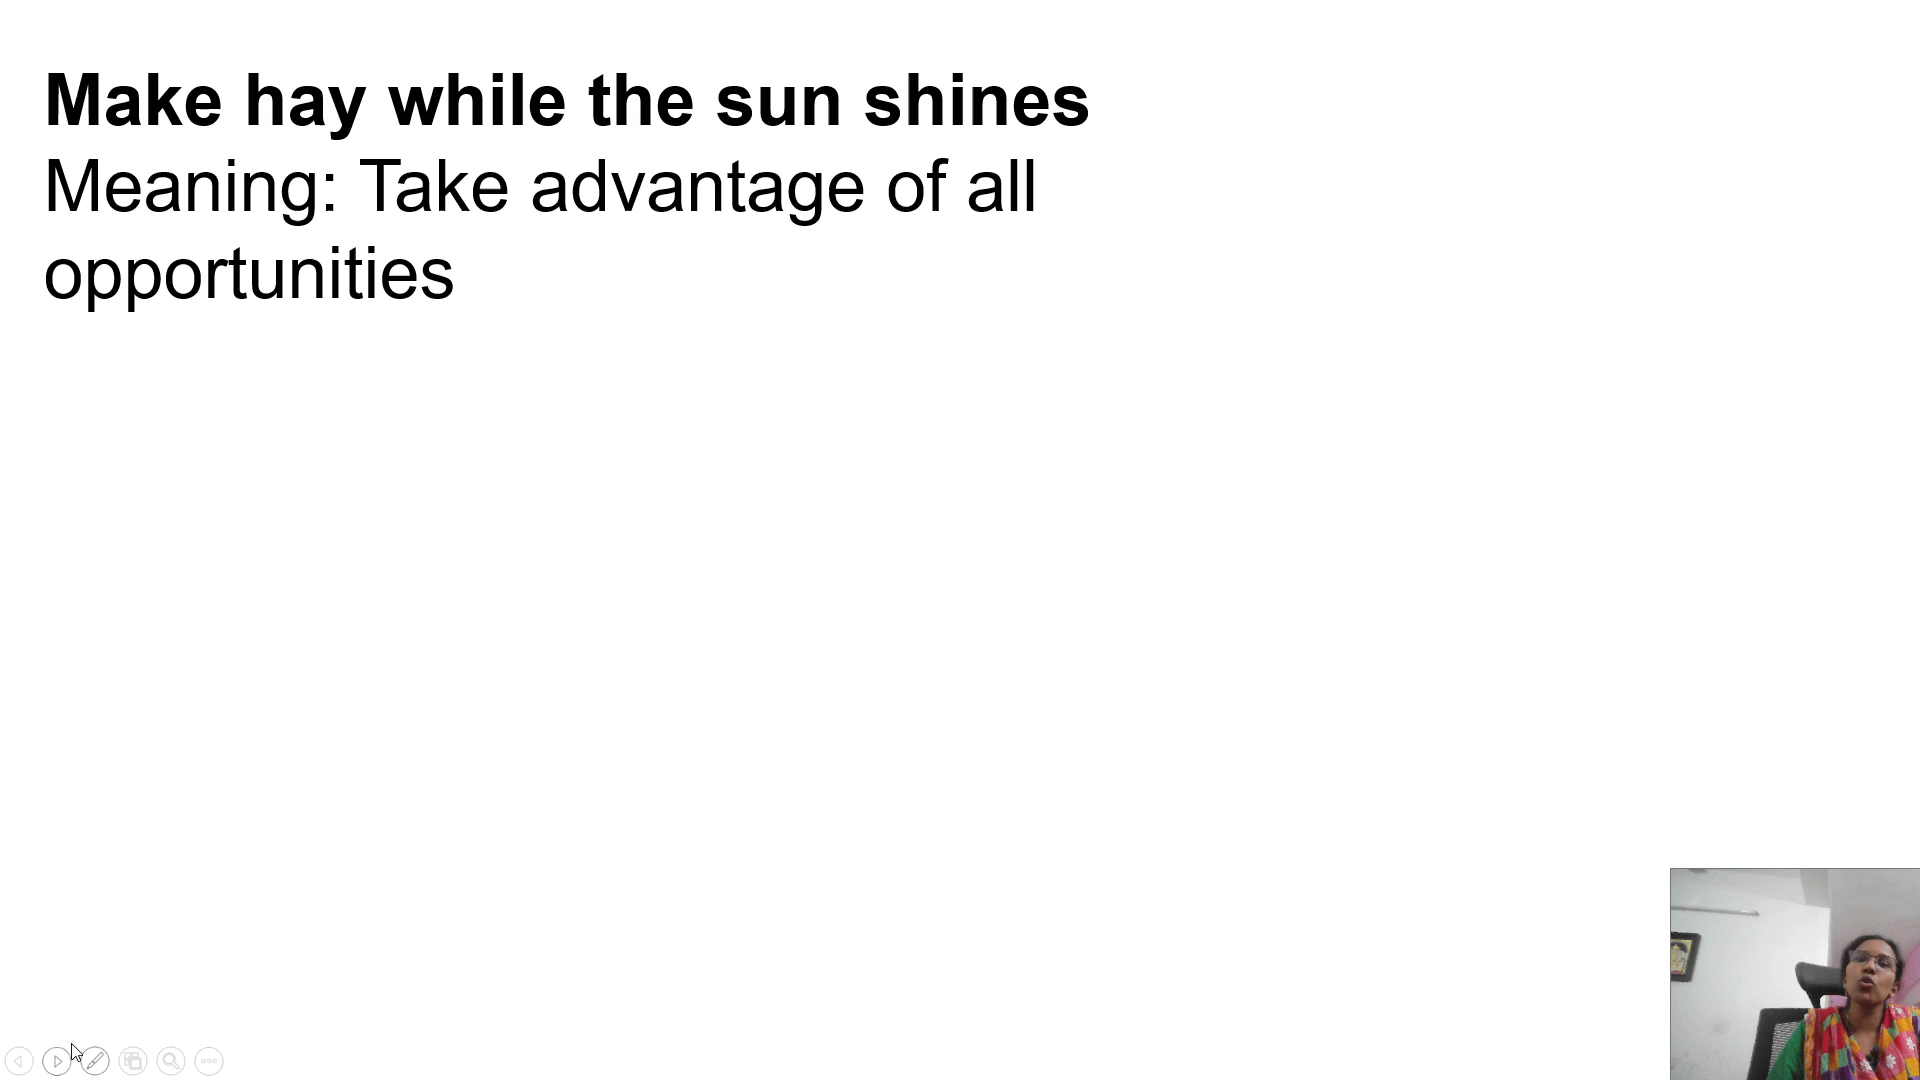 Make hay while the sun shines
Meaning: Take advantage of all
opportunities